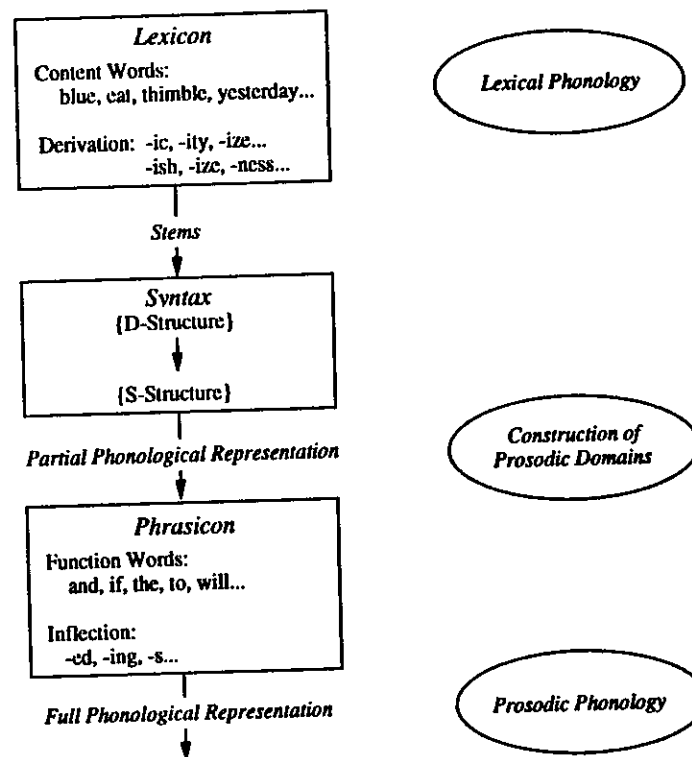 Lexicon
Content Words:
blue, eat, thimble, yesterday...
Derivation: -ic, -ity, -ize...
-ish, -ize, -ness...
Lexical Phonology
Stems
Syntax
{D-Structure}
{S-Structure}
Partial Phonological Representation
Construction of
Prosodic Domains
Phrasicon
Function Words:
and, if, the, to, will...
Inflection:
-ed, -ing, -s...
Full Phonological Representation
Prosodic Phonology